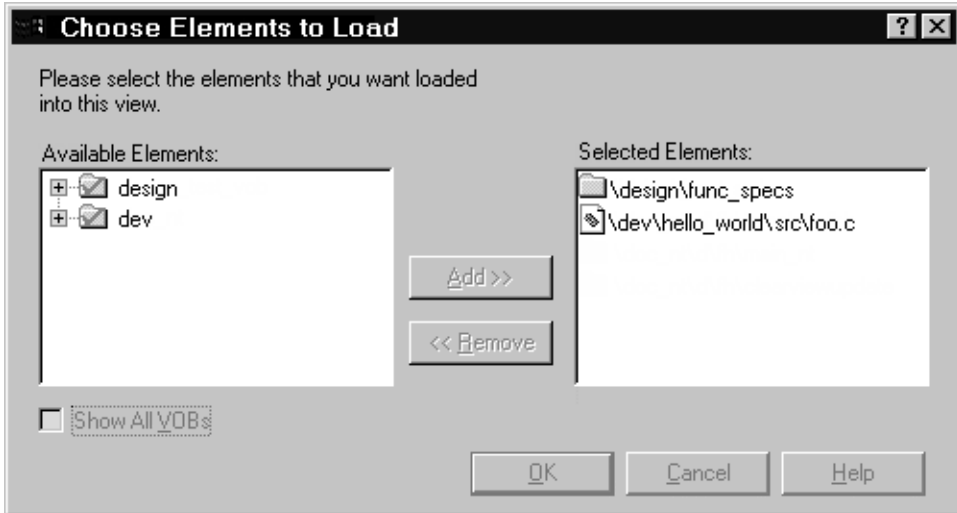 Choose Elements to Load
Please select the elements that you want loaded
into this view.
Available Elements:
design
dev
Add >>
<< Remove
Selected Elements:
\design\func_specs
\dev\hello_world\src\foo.c
Show All VOBs
OK
Cancel
Help